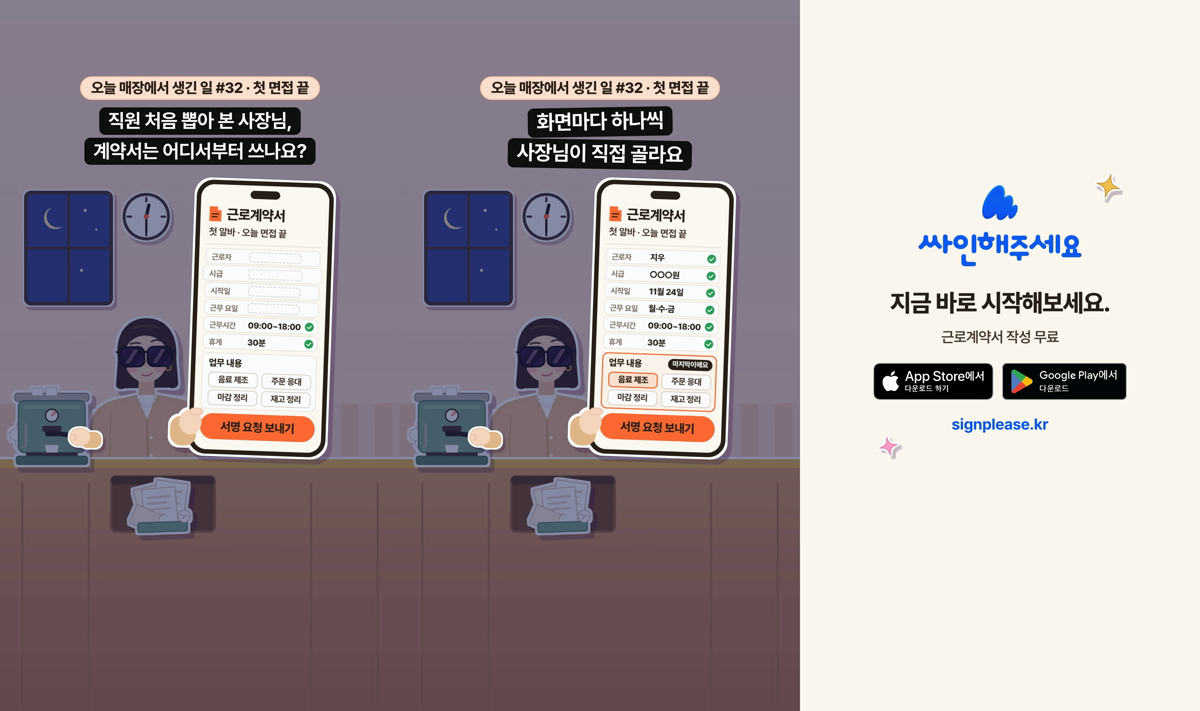 오늘 매장에서 생긴 일 #32 · 첫 면접 끝
직원 처음 뽑아 본 사장님,
계약서는 어디서부터 쓰나요?
근로계약서
첫 알바 · 오늘 면접 끝
근로자
시급
시작일
근무 요일
근무시간 09:00~18:00
휴게 30분
업무 내용
음료 제조 주문 응대
마감 정리 재고 정리
서명 요청 보내기
오늘 매장에서 생긴 일 #32 · 첫 면접 끝
화면마다 하나씩
사장님이 직접 골라요
근로계약서
첫 알바 · 오늘 면접 끝
근로자 지우
시급 OOO원
시작일 11월 24일
근무 요일 월·수·금
근무시간 09:00~18:00
휴게 30분
업무 내용 마지막이에요
음료 제조 주문 응대
마감 정리 재고 정리
서명 요청 보내기
싸인해주세요
지금 바로 시작해보세요.
근로계약서 작성 무료
App Store에서
다운로드 하기
Google Play에서
다운로드
signplease.kr